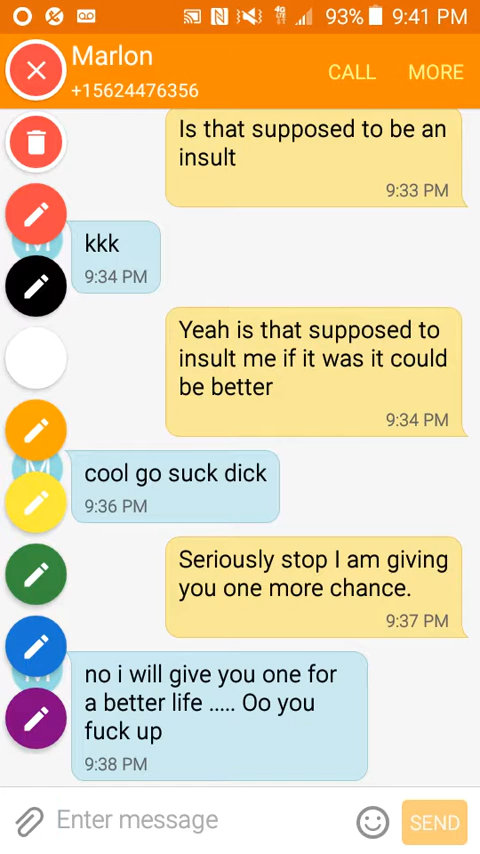 93% 9:41 PM
Marlon
+15624476356
CALL MORE
Is that supposed to be an
insult
9:33 PM
kkk
9:34 PM
Yeah is that supposed to
insult me if it was it could
be better
9:34 PM
cool go suck dick
9:36 PM
Seriously stop I am giving
you one more chance.
9:37 PM
no i will give you one for
a better life ..... Oo you
fuck up
9:38 PM
Enter message
SEND